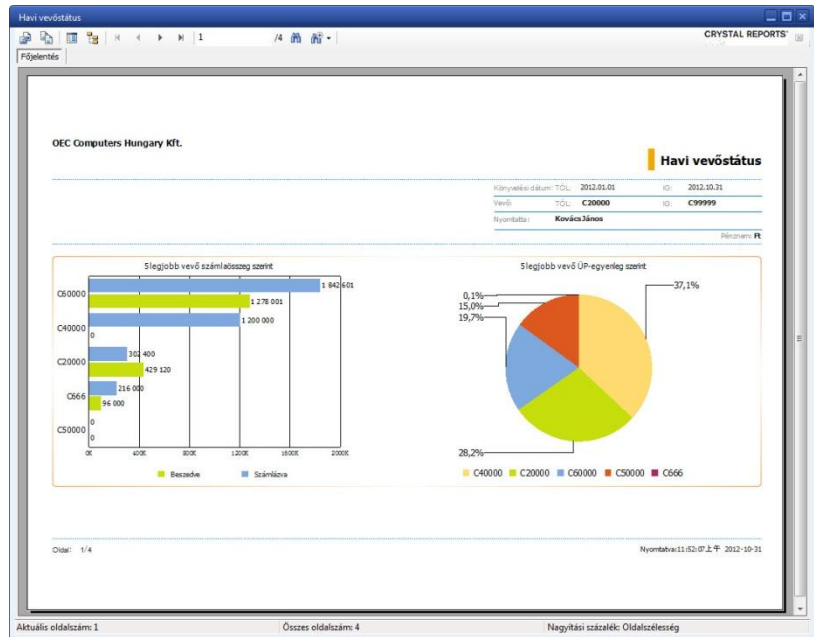 Havi vevőstátus
1 /4
CRYSTAL REPORTS
Főjelentés
OEC Computers Hungary Kft.
Havi vevőstátus
Könyvelési dátum: TÓL: 2012.01.01 IG: 2012.10.31
Vevő: TÓL: C20000 IG: C99999
Nyomtatta: KovácsJános
Pénznem: Ft
5legjobb vevő számlaösszeg szerint
C60000 1 842 601
1 278 001
C40000 1 200 000
0
C20000 302 400
429 120
C666 216 000
96 000
C50000 0
0
0K 400K 800K 1200K 1600K 2000K
Beszedve Számlázva
5legjobb vevő ÜP-egyenleg szerint
37,1%
0,1%
15,0%
19,7%
28,2%
C40000 C20000 C60000 C50000 C666
Oldal: 1/4
Nyomtatva:11:52:07上午 2012-10-31
Aktuális oldalszám: 1 Összes oldalszám: 4 Nagyítási százalék: Oldalszélesség